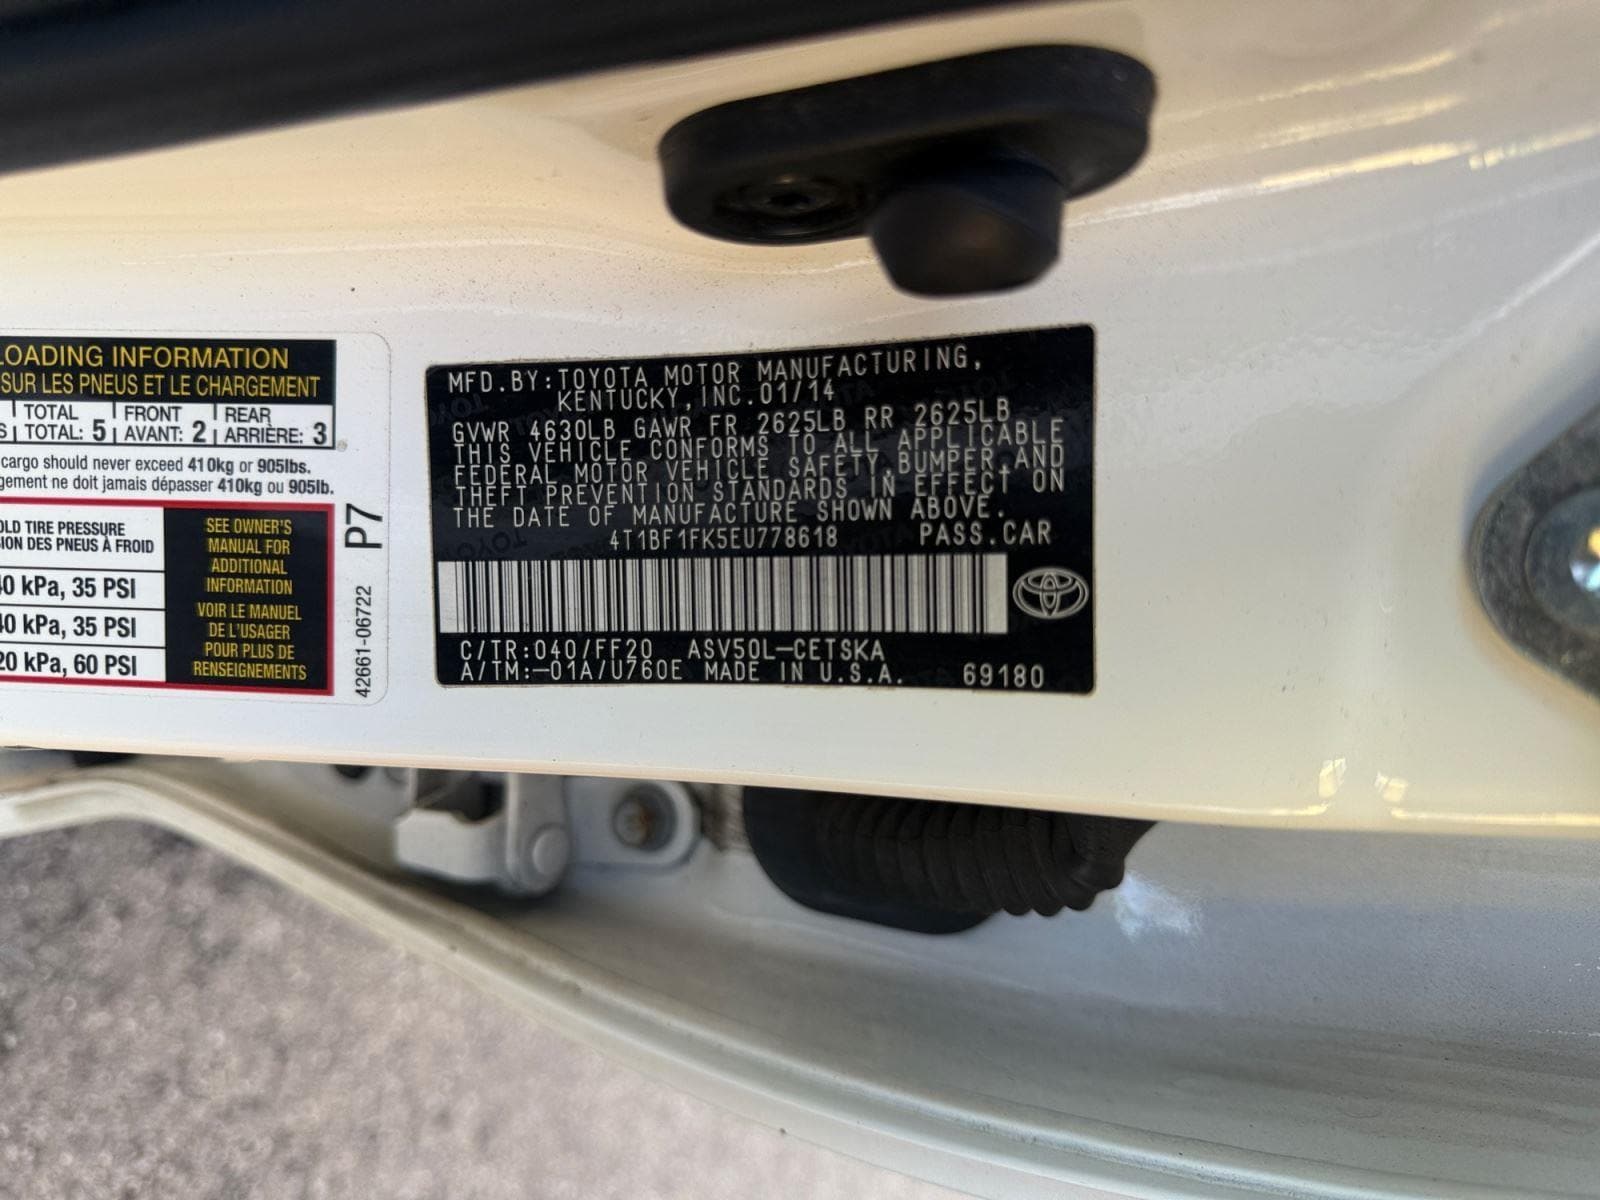 LOADING INFORMATION
SUR LES PNEUS ET LE CHARGEMENT
TOTAL FRONT REAR
TOTAL: 5 AVANT: 2 ARRIÈRE: 3
cargo should never exceed 410kg or 905lbs.
gement ne doit jamais dépasser 410kg ou 905lb.
OLD TIRE PRESSURE
ION DES PNEUS À FROID
40 kPa, 35 PSI
40 kPa, 35 PSI
20 kPa, 60 PSI
SEE OWNER'S
MANUAL FOR
ADDITIONAL
INFORMATION
VOIR LE MANUEL
DE L'USAGER
POUR PLUS DE
RENSEIGNEMENTS
42661-06722 P7
MFD.BY:TOYOTA MOTOR MANUFACTURING,
KENTUCKY,INC.01/14
GVWR 4630LB GAWR FR 2625LB RR 2625LB
THIS VEHICLE CONFORMS TO ALL APPLICABLE
FEDERAL MOTOR VEHICLE SAFETY,BUMPER,AND
THEFT PREVENTION STANDARDS IN EFFECT ON
THE DATE OF MANUFACTURE SHOWN ABOVE.
4T1BF1FK5EU778618 PASS.CAR
C/TR:040/FF20 ASV50L-CETSKA
A/TM:-01A/U760E MADE IN U.S.A. 69180